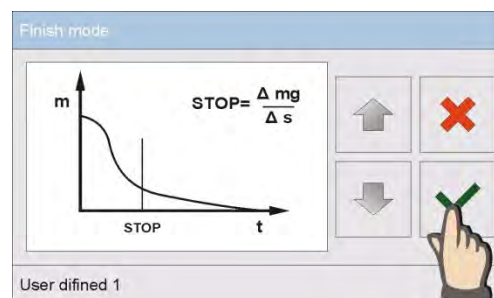 Finish mode
m
STOP= Δ mg
Δ s
STOP
t
User difined 1